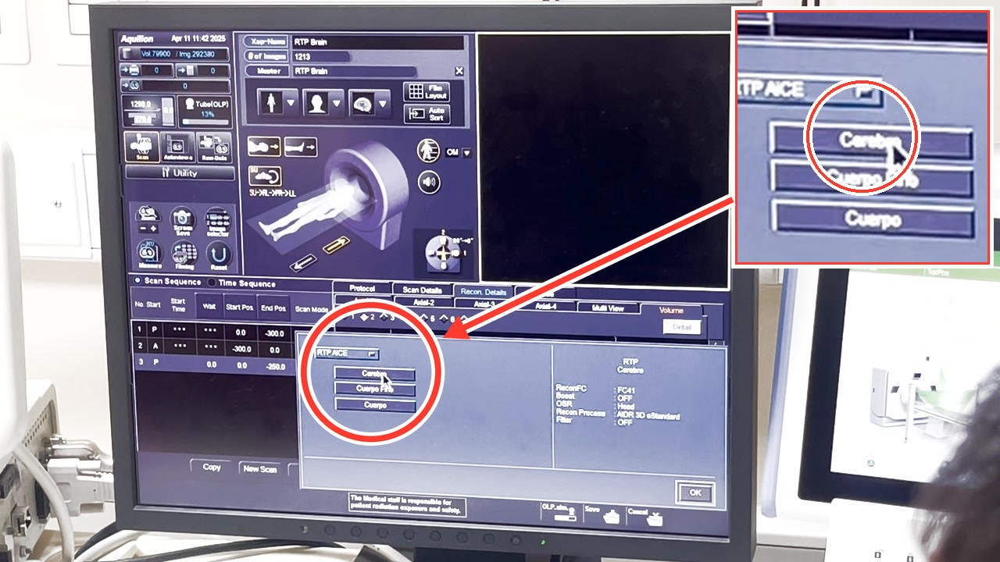 Aquilion Apr 11 11:42 2025
Vol.79900 / Img.292380
0 0
0
1299.0
Tube(OLP)
13%
Scan
Raw-Data
Utility
Screen
Save
Image
selector
Measure
Filming
Reset
Xsp-Name RTP Brain
# of Images 1213
Master RTP Brain
Film
Layout
Auto
Sort
OM
SU
Scan Sequence Time Sequence
No. Start Start
Time Wait Start Pos. End Pos. Scan Mode
1 P *** *** 0.0 -300.0
2 A *** *** -300.0 0.0
3 P 0.0 0.0 -250.0
Copy New Scan
Protocol Scan Details Recon. Details
Axial-2 Axial-3 Axial-4 Multi View Volume
Detail
RTP AICE
Cerebro
Cuerpo Fino
Cuerpo
RTP
Cerebro
ReconFC : FC41
Boost : OFF
OSR : Head
Recon Process : AIDR 3D eStandard
Filter : OFF
OK
The Medical staff is responsible for
patient radiation exposure and safety.
Save
Cancel
RTP AICE
Cerebro
Cuerpo Fino
Cuerpo